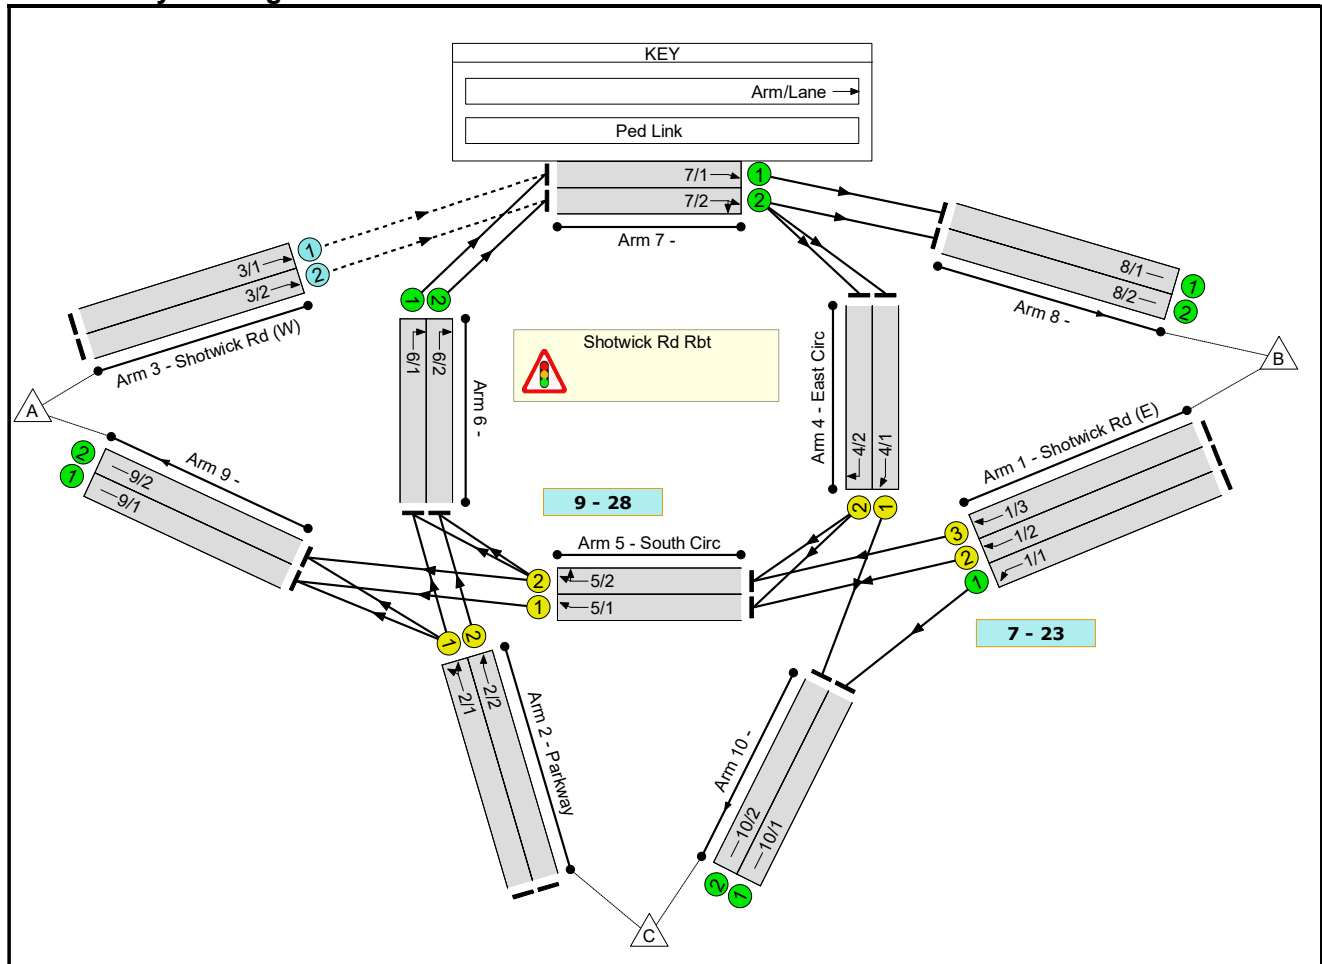 KEY
Arm/Lane
Ped Link
7/1
7/2
1
2
Arm 7 -
8/1
8/2
1
2
Arm 8 -
B
3/1
3/2
1
2
Arm 3 - Shotwick Rd (W)
A
1
2
6/1
6/2
Arm 6 -
Shotwick Rd Rbt
Arm 4 - East Circ
4/2
4/1
2
1
Arm 1 - Shotwick Rd (E)
1/3
1/2
1/1
3
2
1
2
1
9/2
9/1
Arm 9 -
9 - 28
Arm 5 - South Circ
5/2
5/1
2
1
7 - 23
1
2
2/1
2/2
Arm 2 - Parkway
Arm 10 -
10/2
10/1
2
1
C